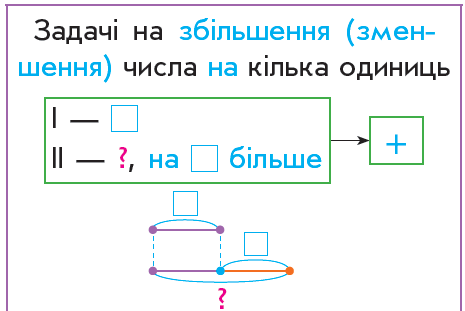 Задачі на збільшення (змен-
шення) числа на кілька одиниць
І — □
ІІ — ?, на □ більше
+
?